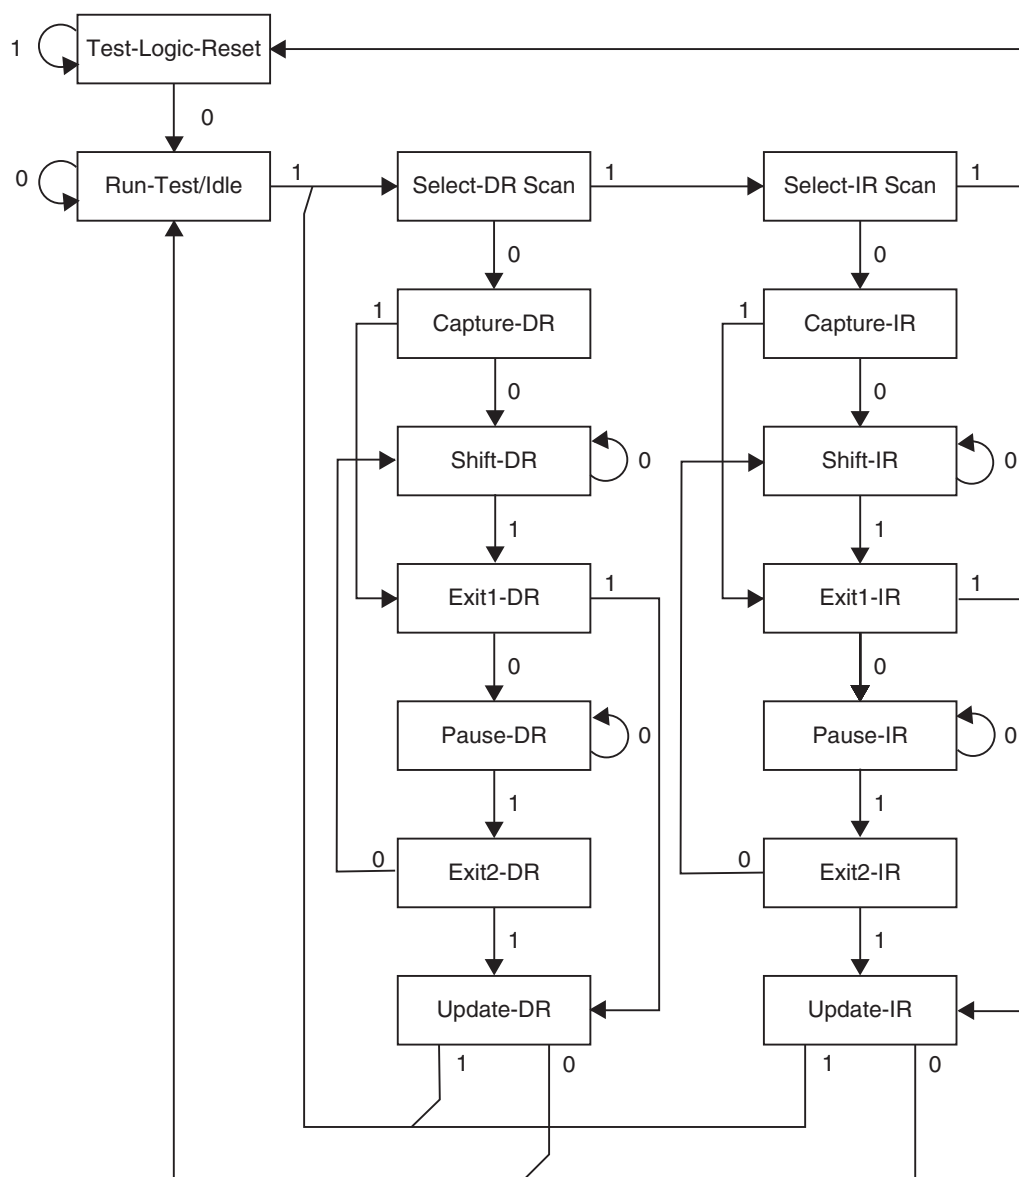 1 Test-Logic-Reset
0
0 Run-Test/Idle 1 Select-DR Scan 1 Select-IR Scan 1
0 0
1 Capture-DR 1 Capture-IR
0 0
Shift-DR 0 Shift-IR 0
1 1
Exit1-DR 1 Exit1-IR 1
0 0
Pause-DR 0 Pause-IR 0
1 1
0 Exit2-DR 0 Exit2-IR
1 1
Update-DR Update-IR
1 0 1 0